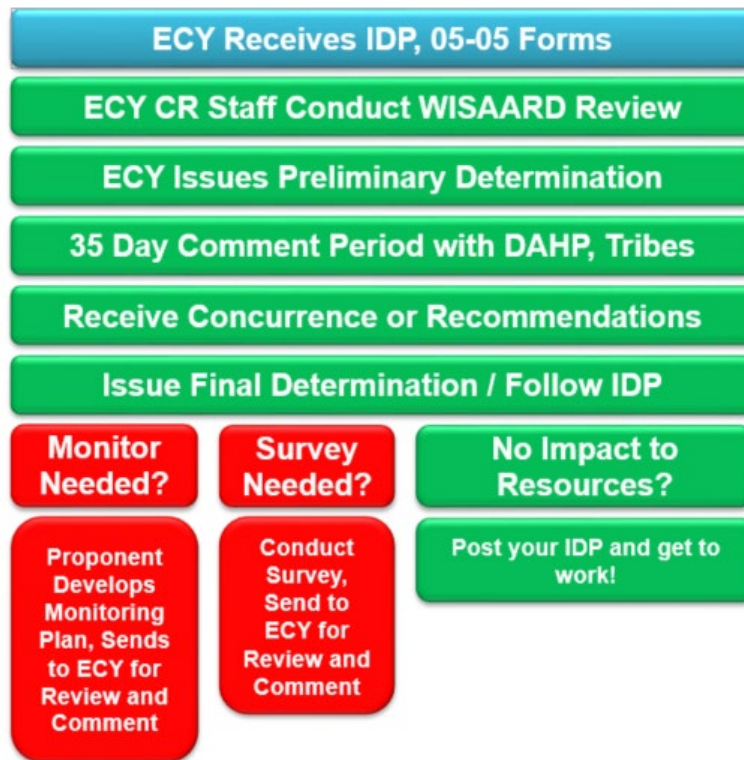 ECY Receives IDP, 05-05 Forms
ECY CR Staff Conduct WISAARD Review
ECY Issues Preliminary Determination
35 Day Comment Period with DAHP, Tribes
Receive Concurrence or Recommendations
Issue Final Determination / Follow IDP
Monitor
Needed?
Proponent
Develops
Monitoring
Plan, Sends
to ECY for
Review and
Comment
Survey
Needed?
Conduct
Survey,
Send to
ECY for
Review and
Comment
No Impact to
Resources?
Post your IDP and get to
work!